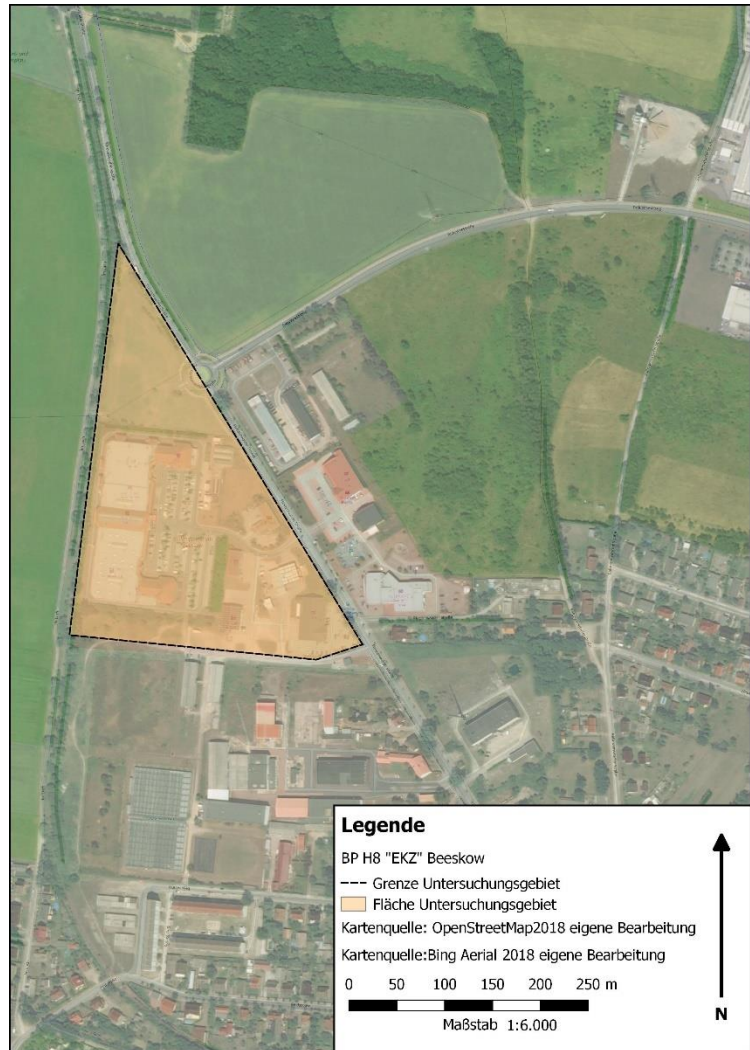 Legende
BP H8 "EKZ" Beeskow
Grenze Untersuchungsgebiet
Fläche Untersuchungsgebiet
Kartenquelle: OpenStreetMap2018 eigene Bearbeitung
Kartenquelle:Bing Aerial 2018 eigene Bearbeitung
0 50 100 150 200 250 m
Maßstab 1:6.000
N